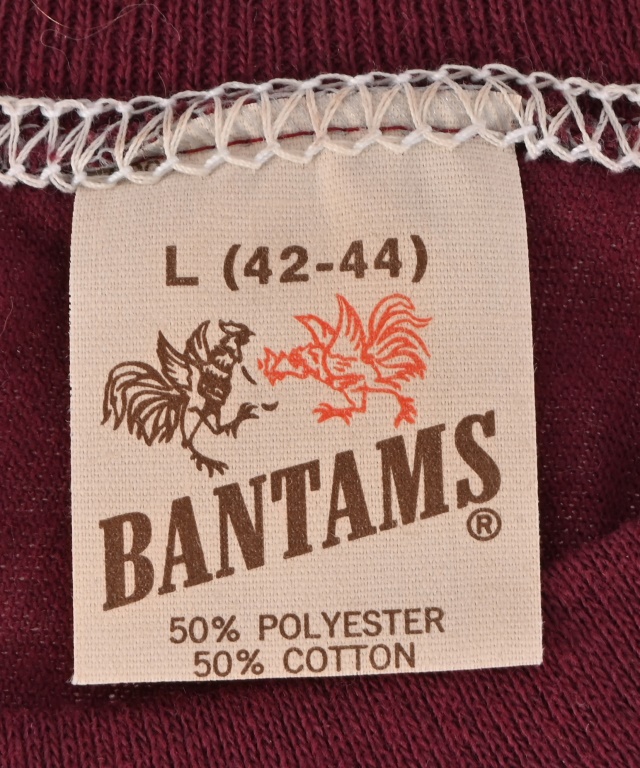 L (42-44)
BANTAMS®
50% POLYESTER
50% COTTON